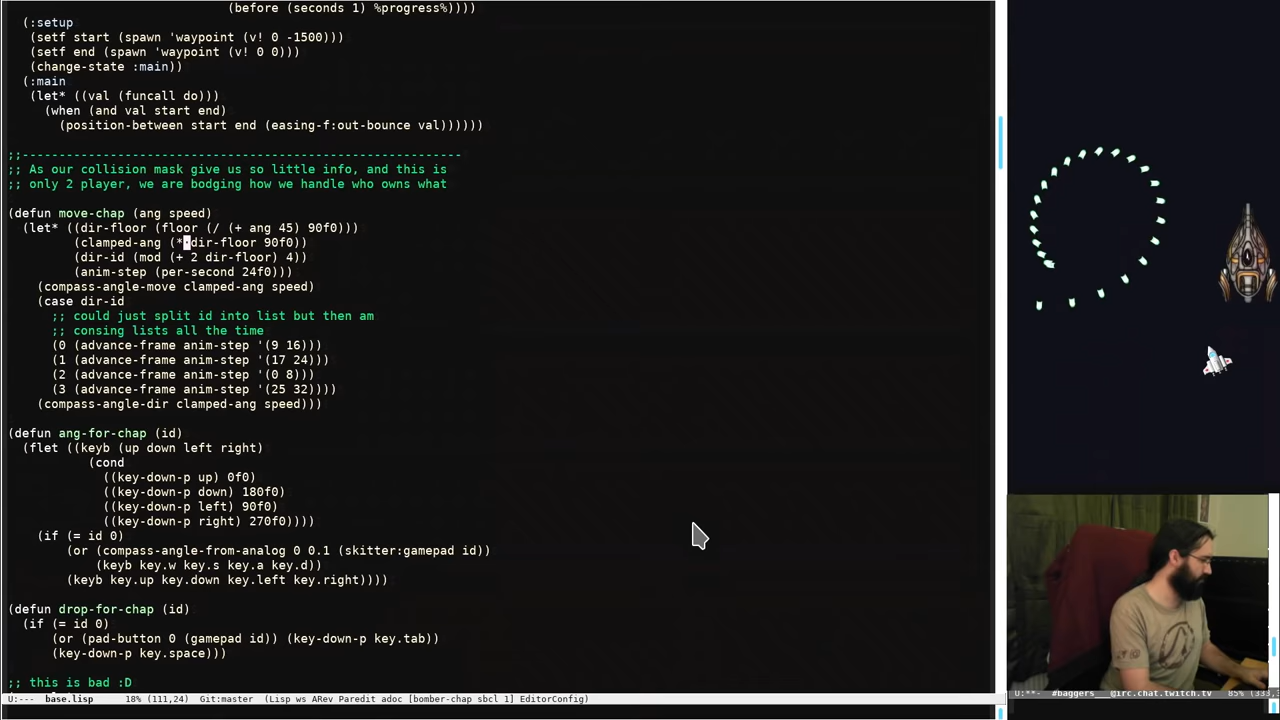 (before (seconds 1) %progress%))))
(:setup
(setf start (spawn 'waypoint (v! 0 -1500)))
(setf end (spawn 'waypoint (v! 0 0)))
(change-state :main))
(:main
(let* ((val (funcall do)))
(when (and val start end)
(position-between start end (easing-f:out-bounce val))))))
;;------------------------------------------------------------
;; As our collision mask give us so little info, and this is
;; only 2 player, we are bodging how we handle who owns what
(defun move-chap (ang speed)
(let* ((dir-floor (floor (/ (+ ang 45) 90f0)))
(clamped-ang (* dir-floor 90f0))
(dir-id (mod (+ 2 dir-floor) 4))
(anim-step (per-second 24f0)))
(compass-angle-move clamped-ang speed)
(case dir-id
;; could just split id into list but then am
;; consing lists all the time
(0 (advance-frame anim-step '(9 16)))
(1 (advance-frame anim-step '(17 24)))
(2 (advance-frame anim-step '(0 8)))
(3 (advance-frame anim-step '(25 32))))
(compass-angle-dir clamped-ang speed)))
(defun ang-for-chap (id)
(flet ((keyb (up down left right)
(cond
((key-down-p up) 0f0)
((key-down-p down) 180f0)
((key-down-p left) 90f0)
((key-down-p right) 270f0))))
(if (= id 0)
(or (compass-angle-from-analog 0 0.1 (skitter:gamepad id))
(keyb key.w key.s key.a key.d))
(keyb key.up key.down key.left key.right))))
(defun drop-for-chap (id)
(if (= id 0)
(or (pad-button 0 (gamepad id)) (key-down-p key.tab))
(key-down-p key.space)))
;; this is bad :D
U:--- base.lisp 18% (111,24) Git:master (Lisp ws ARev Paredit adoc [bomber-chap sbcl 1] EditorConfig)
U:**- #baggers__@irc.chat.twitch.tv 85% (333,